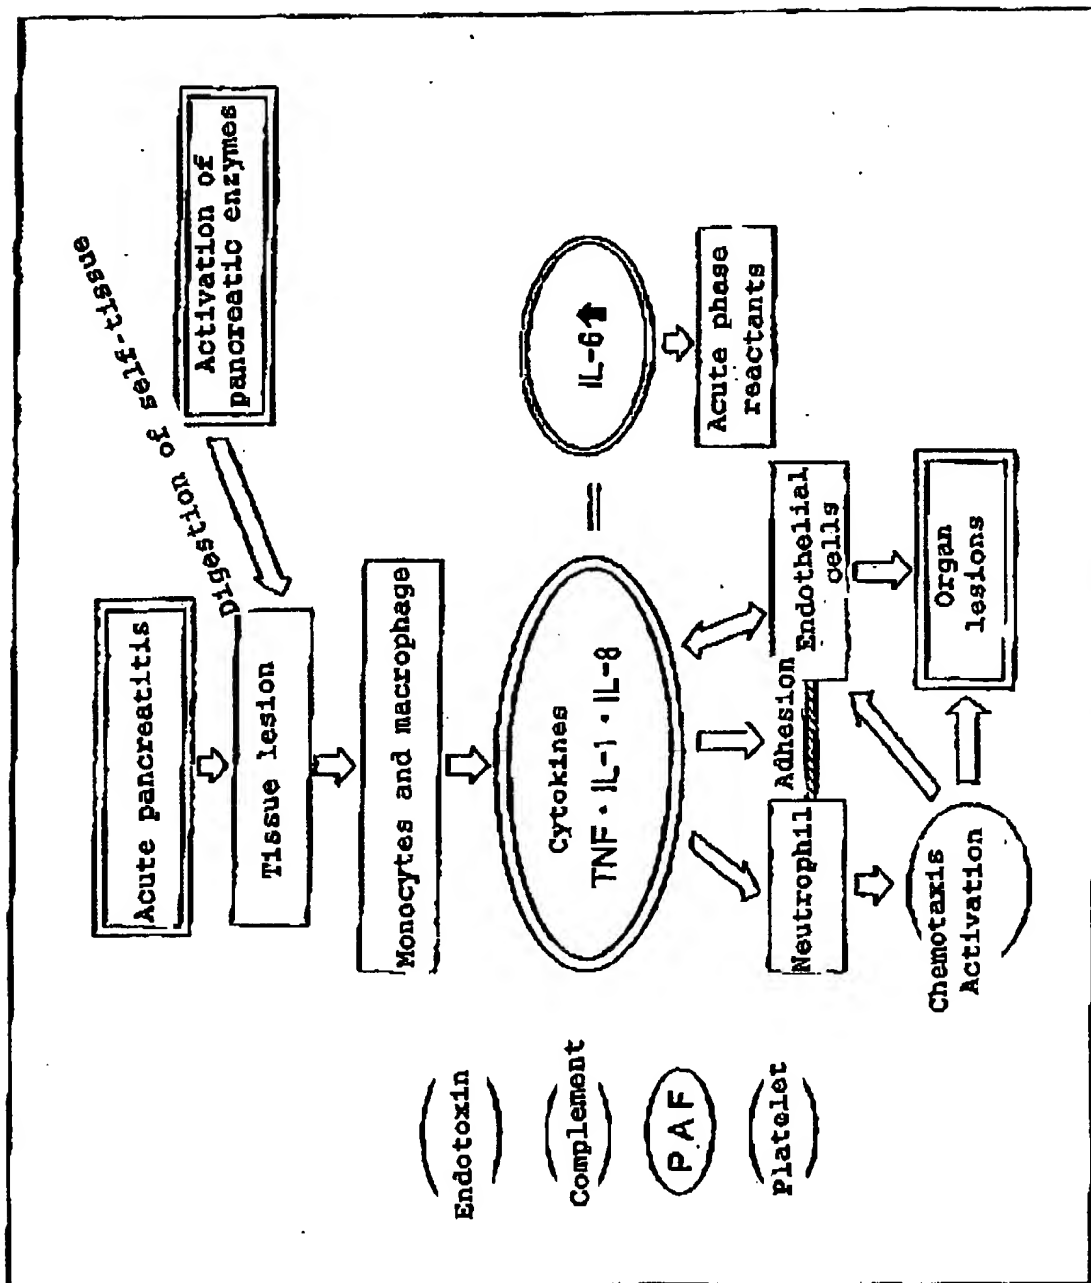 Acute pancreatitis
Digestion of self-tissue
Activation of
pancreatic enzymes
Tissue lesion
Monocytes and macrophage
Endotoxin
Complement
PAF
Platelet
Cytokines
TNF・IL-1・IL-8
IL-6⬆
Acute phase
reactants
Neutrophil
Adhesion
Endothelial
cells
Chemotaxis
Activation
Organ
lesions